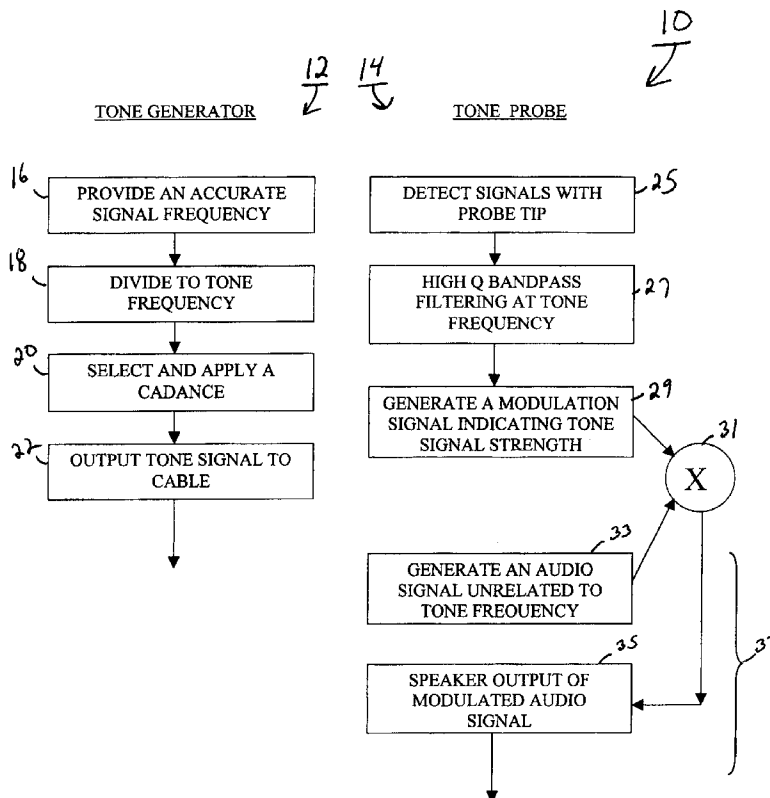 10
12 14
TONE GENERATOR
TONE PROBE
16
PROVIDE AN ACCURATE
SIGNAL FREQUENCY
18
DIVIDE TO TONE
FREQUENCY
20
SELECT AND APPLY A
CADANCE
22
OUTPUT TONE SIGNAL TO
CABLE
25
DETECT SIGNALS WITH
PROBE TIP
27
HIGH Q BANDPASS
FILTERING AT TONE
FREQUENCY
29
GENERATE A MODULATION
SIGNAL INDICATING TONE
SIGNAL STRENGTH
31
X
33
GENERATE AN AUDIO
SIGNAL UNRELATED TO
TONE FREQUENCY
35
SPEAKER OUTPUT OF
MODULATED AUDIO
SIGNAL